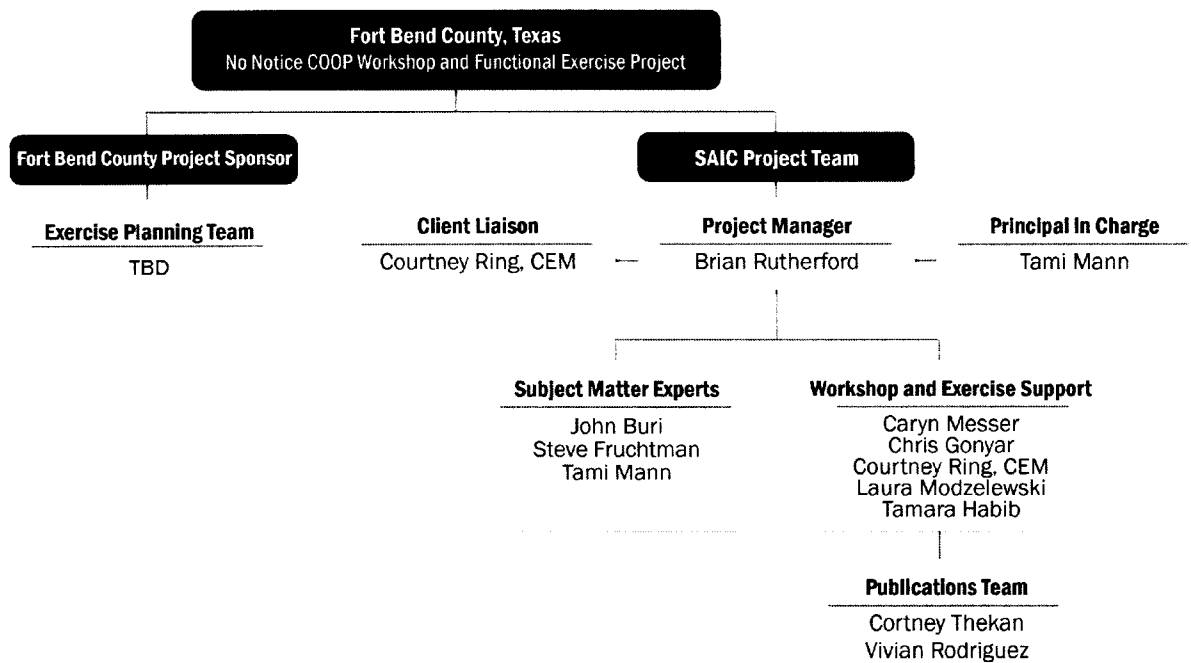 Fort Bend County, Texas
No Notice COOP Workshop and Functional Exercise Project
Fort Bend County Project Sponsor
SAIC Project Team
Exercise Planning Team
TBD
Client Liaison
Courtney Ring, CEM
Project Manager
Brian Rutherford
Principal In Charge
Tami Mann
Subject Matter Experts
John Buri
Steve Fruchtman
Tami Mann
Workshop and Exercise Support
Caryn Messer
Chris Gonyar
Courtney Ring, CEM
Laura Modzelewski
Tamara Habib
Publications Team
Cortney Thekan
Vivian Rodriguez